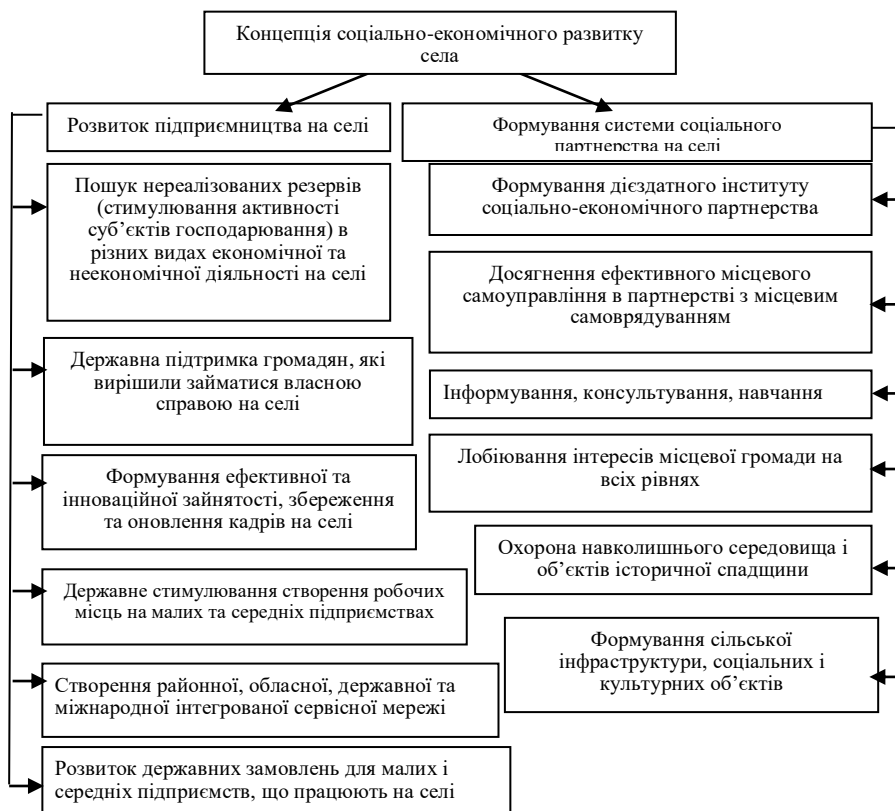 Концепція соціально-економічного развитку
села
Розвиток підприємництва на селі
Формування системи соціального
партнерства на селі
Пошук нереалізованих резервів
(стимулювання активності
суб’єктів господарювання) в
різних видах економічної та
неекономічної діяльності на селі
Державна підтримка громадян, які
вирішили займатися власною
справою на селі
Формування ефективної та
інноваційної зайнятості, збереження
та оновлення кадрів на селі
Державне стимулювання створення робочих
місць на малих та середніх підприємствах
Створення районної, обласної, державної та
міжнародної інтегрованої сервісної мережі
Розвиток державних замовлень для малих і
середніх підприємств, що працюють на селі
Формування дієздатного інституту
соціально-економічного партнерства
Досягнення ефективного місцевого
самоуправління в партнерстві з місцевим
самоврядуванням
Інформування, консультування, навчання
Лобіювання інтересів місцевої громади на
всіх рівнях
Охорона навколишнього середовища і
об’єктів історичної спадщини
Формування сільської
інфраструктури, соціальних і
культурних об’єктів